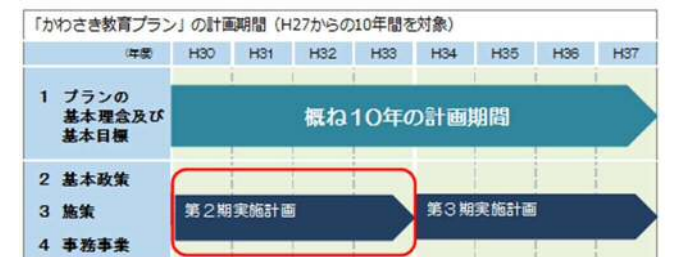 「かわさき教育プラン」の計画期間(H27からの10年間を対象)
(年度) H30 H31 H32 H33 H34 H35 H36 H37
1 プランの
基本理念及び
基本目標
概ね10年の計画期間
2 基本政策
3 施策
4 事務事業
第2期実施計画
第3期実施計画